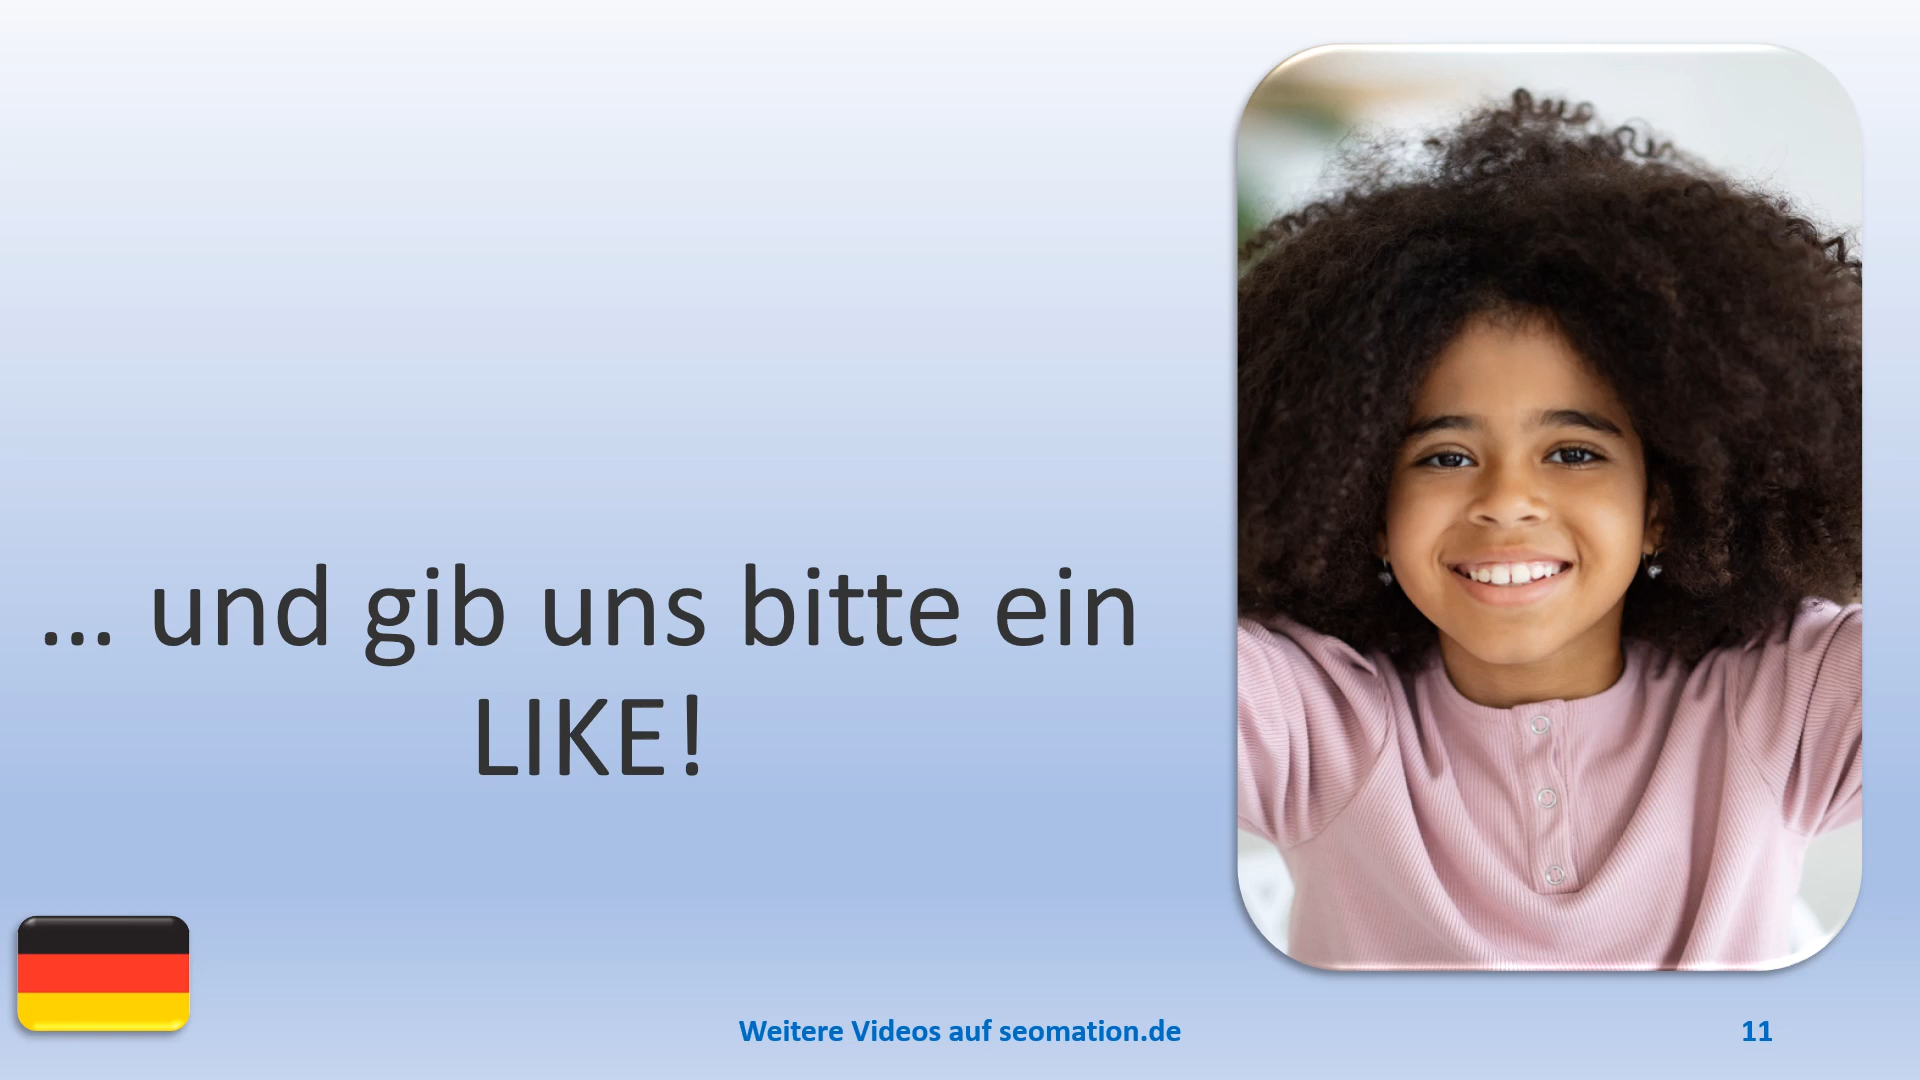 ... und gib uns bitte ein
LIKE!
Weitere Videos auf seomation.de
11